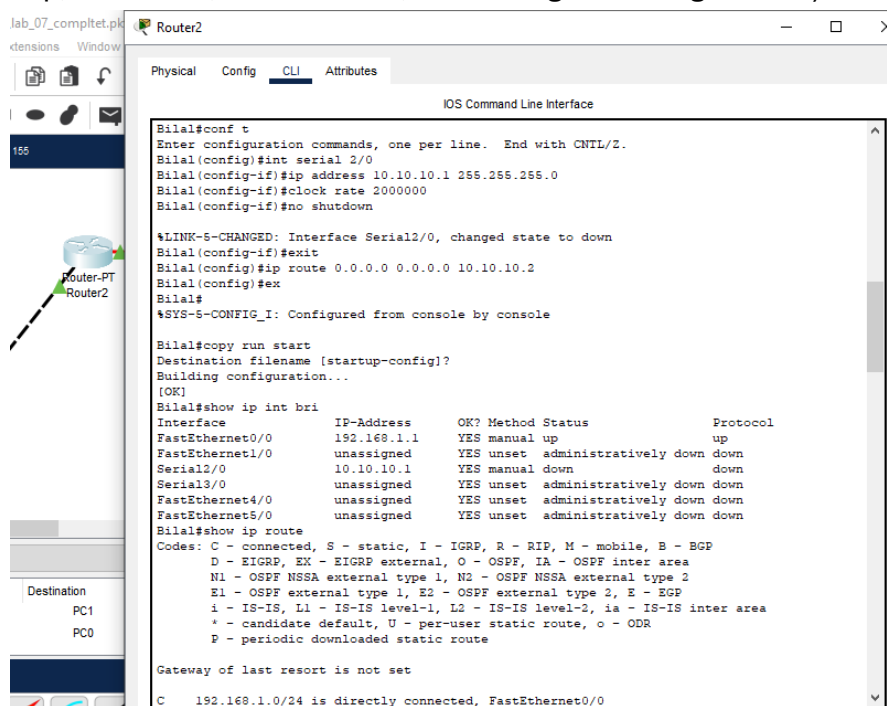 lab_07_compltet.pk
xtensions Window
155
Router-PT
Router2
Destination
PC1
PC0
Router2
Physical Config CLI Attributes
IOS Command Line Interface
Bilal#conf t
Enter configuration commands, one per line. End with CNTL/Z.
Bilal(config)#int serial 2/0
Bilal(config-if)#ip address 10.10.10.1 255.255.255.0
Bilal(config-if)#clock rate 2000000
Bilal(config-if)#no shutdown
%LINK-5-CHANGED: Interface Serial2/0, changed state to down
Bilal(config-if)#exit
Bilal(config)#ip route 0.0.0.0 0.0.0.0 10.10.10.2
Bilal(config)#ex
Bilal#
%SYS-5-CONFIG_I: Configured from console by console
Bilal#copy run start
Destination filename [startup-config]?
Building configuration...
[OK]
Bilal#show ip int bri
Interface IP-Address OK? Method Status Protocol
FastEthernet0/0 192.168.1.1 YES manual up up
FastEthernet1/0 unassigned YES unset administratively down down
Serial2/0 10.10.10.1 YES manual down down
Serial3/0 unassigned YES unset administratively down down
FastEthernet4/0 unassigned YES unset administratively down down
FastEthernet5/0 unassigned YES unset administratively down down
Bilal#show ip route
Codes: C - connected, S - static, I - IGRP, R - RIP, M - mobile, B - BGP
D - EIGRP, EX - EIGRP external, O - OSPF, IA - OSPF inter area
N1 - OSPF NSSA external type 1, N2 - OSPF NSSA external type 2
E1 - OSPF external type 1, E2 - OSPF external type 2, E - EGP
i - IS-IS, L1 - IS-IS level-1, L2 - IS-IS level-2, ia - IS-IS inter area
* - candidate default, U - per-user static route, o - ODR
P - periodic downloaded static route
Gateway of last resort is not set
C 192.168.1.0/24 is directly connected, FastEthernet0/0